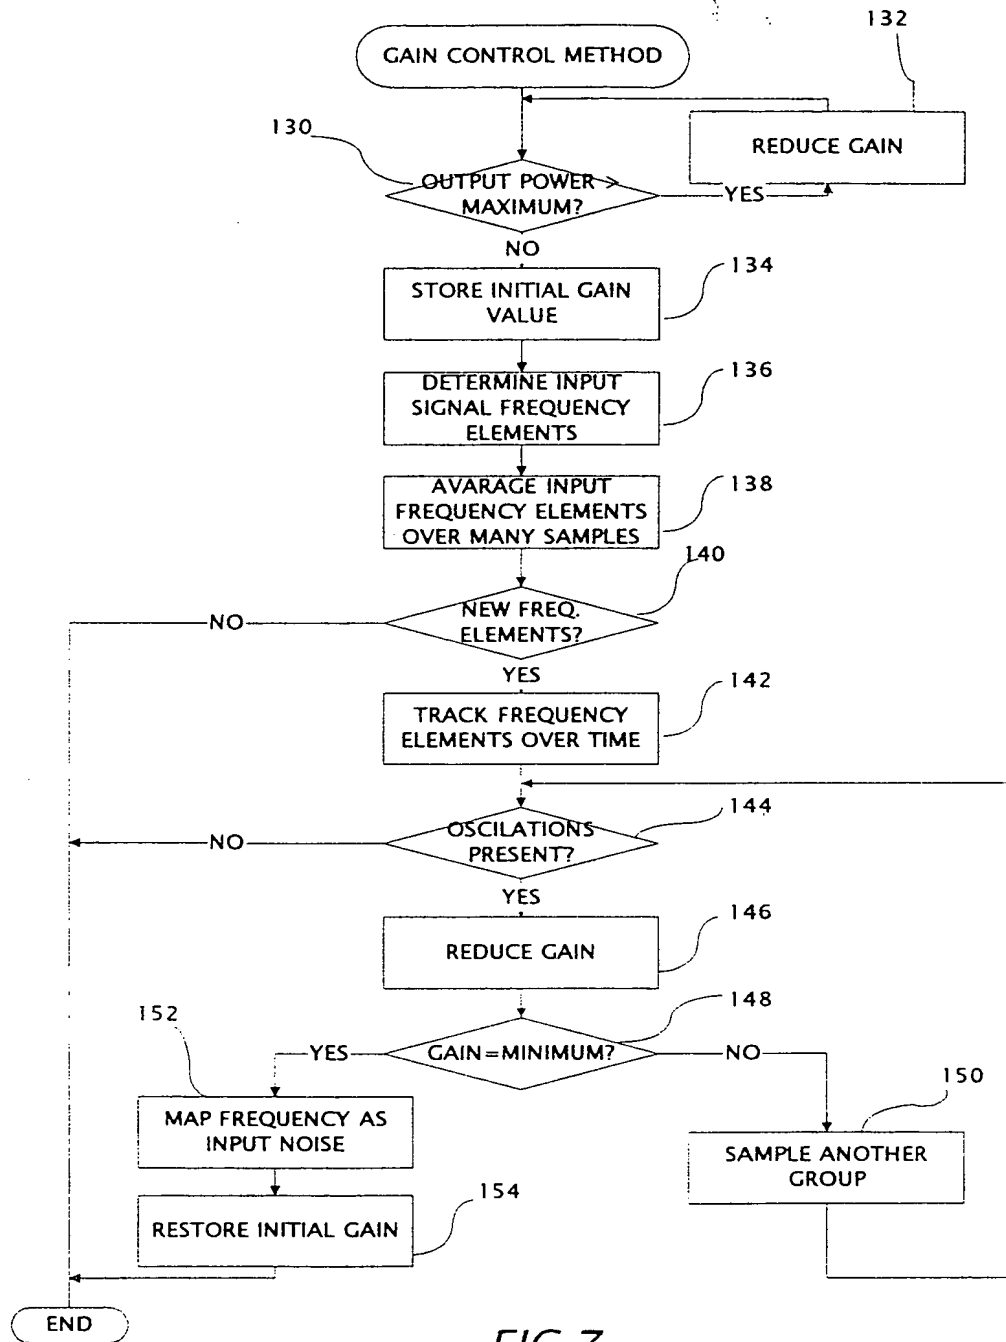 132
GAIN CONTROL METHOD
130
REDUCE GAIN
OUTPUT POWER >
MAXIMUM?
YES
NO
134
STORE INITIAL GAIN
VALUE
136
DETERMINE INPUT
SIGNAL FREQUENCY
ELEMENTS
138
AVARAGE INPUT
FREQUENCY ELEMENTS
OVER MANY SAMPLES
140
NEW FREQ.
ELEMENTS?
NO
YES
142
TRACK FREQUENCY
ELEMENTS OVER TIME
144
OSCILATIONS
PRESENT?
NO
YES
146
REDUCE GAIN
148
152
YES
GAIN=MINIMUM?
NO
150
MAP FREQUENCY AS
INPUT NOISE
SAMPLE ANOTHER
GROUP
154
RESTORE INITIAL GAIN
END
FIG 7